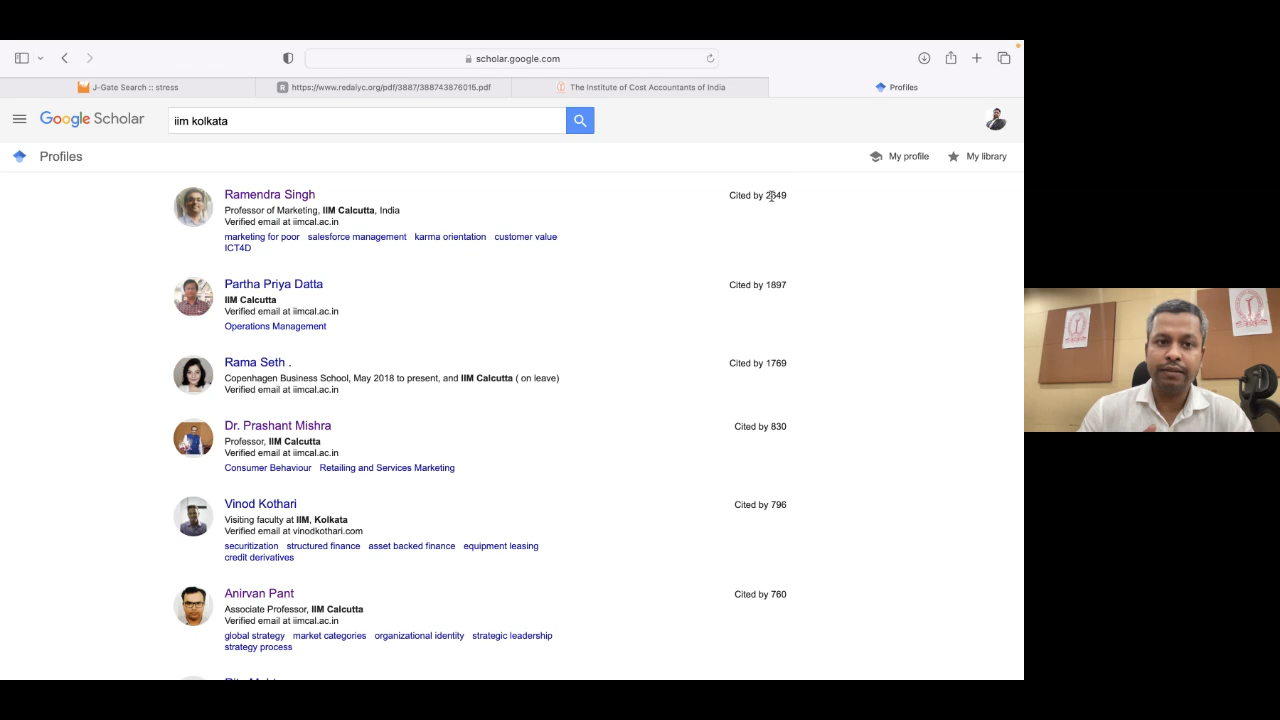 scholar.google.com
J-Gate Search :: stress
https://www.redalyc.org/pdf/3887/388743876015.pdf
The Institute of Cost Accountants of India
Profiles
Google Scholar
iim kolkata
Profiles
My profile
My library
Ramendra Singh
Cited by 2649
Professor of Marketing, IIM Calcutta, India
Verified email at iimcal.ac.in
marketing for poor salesforce management karma orientation customer value
ICT4D
Partha Priya Datta
Cited by 1897
IIM Calcutta
Verified email at iimcal.ac.in
Operations Management
Rama Seth .
Cited by 1769
Copenhagen Business School, May 2018 to present, and IIM Calcutta ( on leave)
Verified email at iimcal.ac.in
Dr. Prashant Mishra
Cited by 830
Professor, IIM Calcutta
Verified email at iimcal.ac.in
Consumer Behaviour Retailing and Services Marketing
Vinod Kothari
Cited by 796
Visiting faculty at IIM, Kolkata
Verified email at vinodkothari.com
securitization structured finance asset backed finance equipment leasing
credit derivatives
Anirvan Pant
Cited by 760
Associate Professor, IIM Calcutta
Verified email at iimcal.ac.in
global strategy market categories organizational identity strategic leadership
strategy process